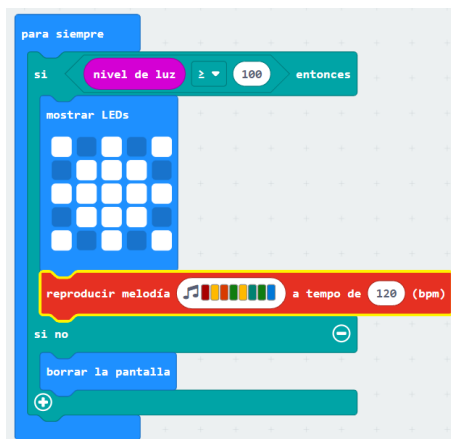 para siempre
si nivel de luz ≥ 100 entonces
mostrar LEDs
reproducir melodía a tempo de 120 (bpm)
si no
borrar la pantalla